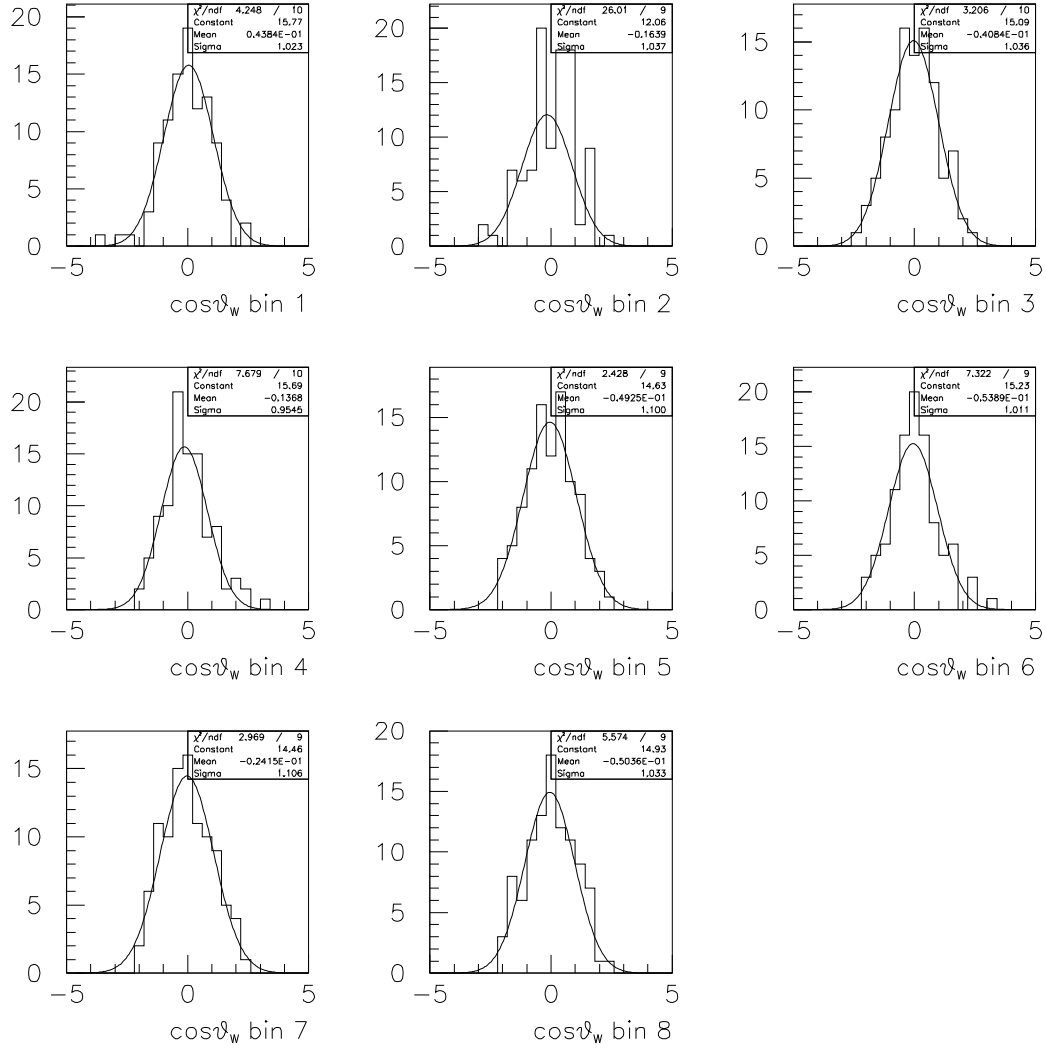 χ²/ndf 4.248 / 10
Constant 15.77
Mean 0.4384E-01
Sigma 1.023
20
15
10
5
0
−5 0 5
cosϑw bin 1
χ²/ndf 26.01 / 9
Constant 12.06
Mean -0.1639
Sigma 1.037
20
15
10
5
0
−5 0 5
cosϑw bin 2
χ²/ndf 3.206 / 10
Constant 15.09
Mean -0.4084E-01
Sigma 1.036
15
10
5
0
−5 0 5
cosϑw bin 3
χ²/ndf 7.679 / 10
Constant 15.69
Mean -0.1368
Sigma 0.9545
20
15
10
5
0
−5 0 5
cosϑw bin 4
χ²/ndf 2.428 / 9
Constant 14.63
Mean -0.4925E-01
Sigma 1.100
15
10
5
0
−5 0 5
cosϑw bin 5
χ²/ndf 7.322 / 9
Constant 15.23
Mean -0.5389E-01
Sigma 1.011
20
15
10
5
0
−5 0 5
cosϑw bin 6
χ²/ndf 2.969 / 9
Constant 14.46
Mean -0.2415E-01
Sigma 1.106
15
10
5
0
−5 0 5
cosϑw bin 7
χ²/ndf 5.574 / 9
Constant 14.93
Mean -0.5036E-01
Sigma 1.033
20
15
10
5
0
−5 0 5
cosϑw bin 8